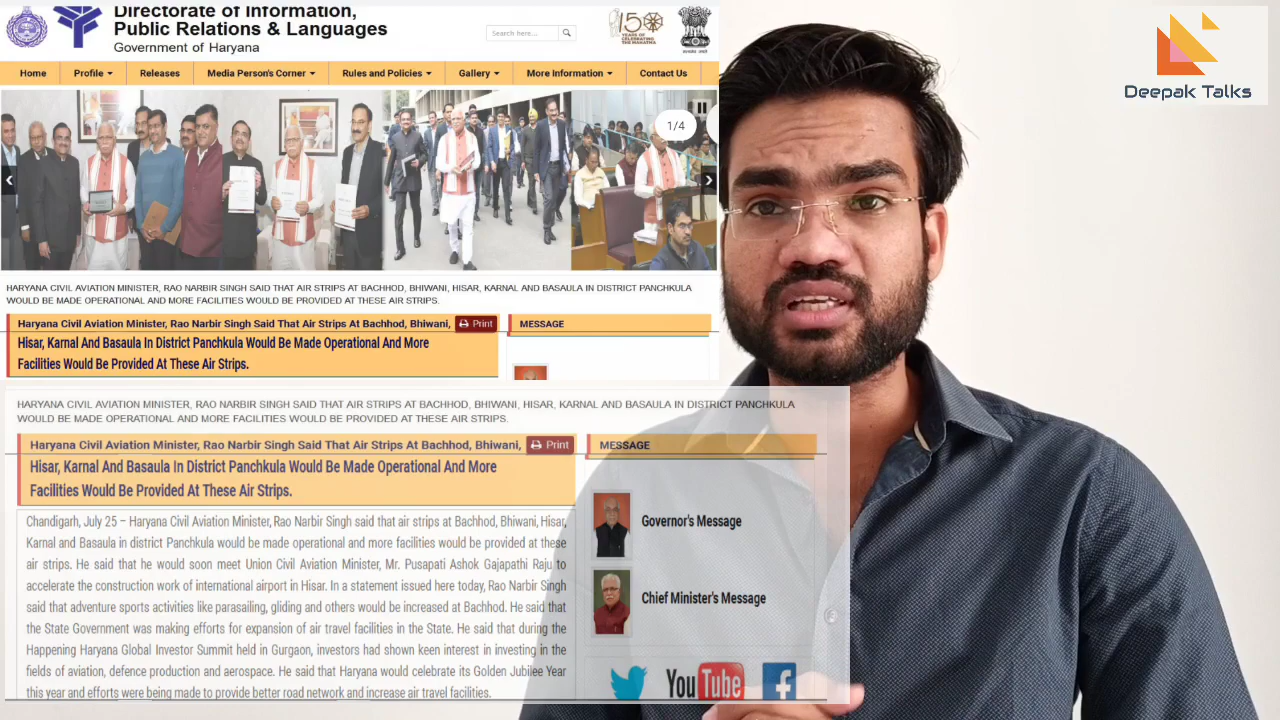 Directorate of Information,
Public Relations & Languages
Government of Haryana
Search here...
150
YEARS OF
CELEBRATING
THE MAHATMA
Deepak Talks
Home
Profile
Releases
Media Person's Corner
Rules and Policies
Gallery
More Information
Contact Us
1/4
HARYANA CIVIL AVIATION MINISTER, RAO NARBIR SINGH SAID THAT AIR STRIPS AT BACHHOD, BHIWANI, HISAR, KARNAL AND BASAULA IN DISTRICT PANCHKULA
WOULD BE MADE OPERATIONAL AND MORE FACILITIES WOULD BE PROVIDED AT THESE AIR STRIPS.
Haryana Civil Aviation Minister, Rao Narbir Singh Said That Air Strips At Bachhod, Bhiwani,
Print
Hisar, Karnal And Basaula In District Panchkula Would Be Made Operational And More
Facilities Would Be Provided At These Air Strips.
MESSAGE
HARYANA CIVIL AVIATION MINISTER, RAO NARBIR SINGH SAID THAT AIR STRIPS AT BACHHOD, BHIWANI, HISAR, KARNAL AND BASAULA IN DISTRICT PANCHKULA
WOULD BE MADE OPERATIONAL AND MORE FACILITIES WOULD BE PROVIDED AT THESE AIR STRIPS.
Haryana Civil Aviation Minister, Rao Narbir Singh Said That Air Strips At Bachhod, Bhiwani,
Print
Hisar, Karnal And Basaula In District Panchkula Would Be Made Operational And More
Facilities Would Be Provided At These Air Strips.
Chandigarh, July 25 – Haryana Civil Aviation Minister, Rao Narbir Singh said that air strips at Bachhod, Bhiwani, Hisar,
Karnal and Basaula in district Panchkula would be made operational and more facilities would be provided at these
air strips. He said that he would soon meet Union Civil Aviation Minister, Mr. Pusapati Ashok Gajapathi Raju to
accelerate the construction work of international airport in Hisar. In a statement issued here today, Rao Narbir Singh
said that adventure sports activities like parasailing, gliding and others would be increased at Bachhod. He said that
the State Government was making efforts for expansion of air travel facilities in the State. He said that during the
Happening Haryana Global Investor Summit held in Gurgaon, investors had shown keen interest in investing in the
fields of aviation, defence production and aerospace. He said that Haryana would celebrate its Golden Jubilee Year
this year and efforts were being made to provide better road network and increase air travel facilities.
MESSAGE
Governor's Message
Chief Minister's Message
YouTube